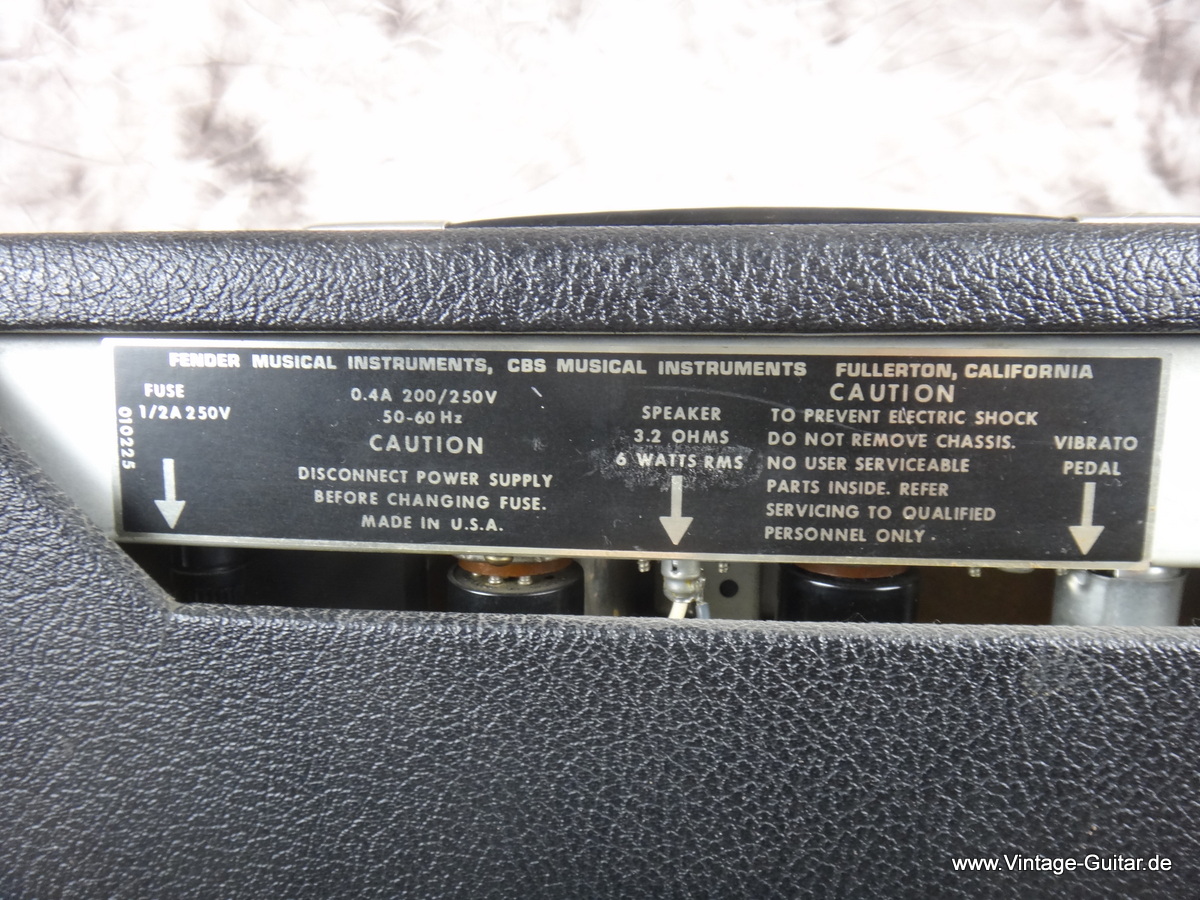 FENDER MUSICAL INSTRUMENTS, CBS MUSICAL INSTRUMENTS FULLERTON, CALIFORNIA
FUSE
1/2A 250V
010225
0.4A 200/250V
50-60 Hz
CAUTION
DISCONNECT POWER SUPPLY
BEFORE CHANGING FUSE.
MADE IN U.S.A.
SPEAKER
3.2 OHMS
6 WATTS RMS
CAUTION
TO PREVENT ELECTRIC SHOCK
DO NOT REMOVE CHASSIS.
NO USER SERVICEABLE
PARTS INSIDE. REFER
SERVICING TO QUALIFIED
PERSONNEL ONLY.
VIBRATO
PEDAL
www.Vintage-Guitar.de